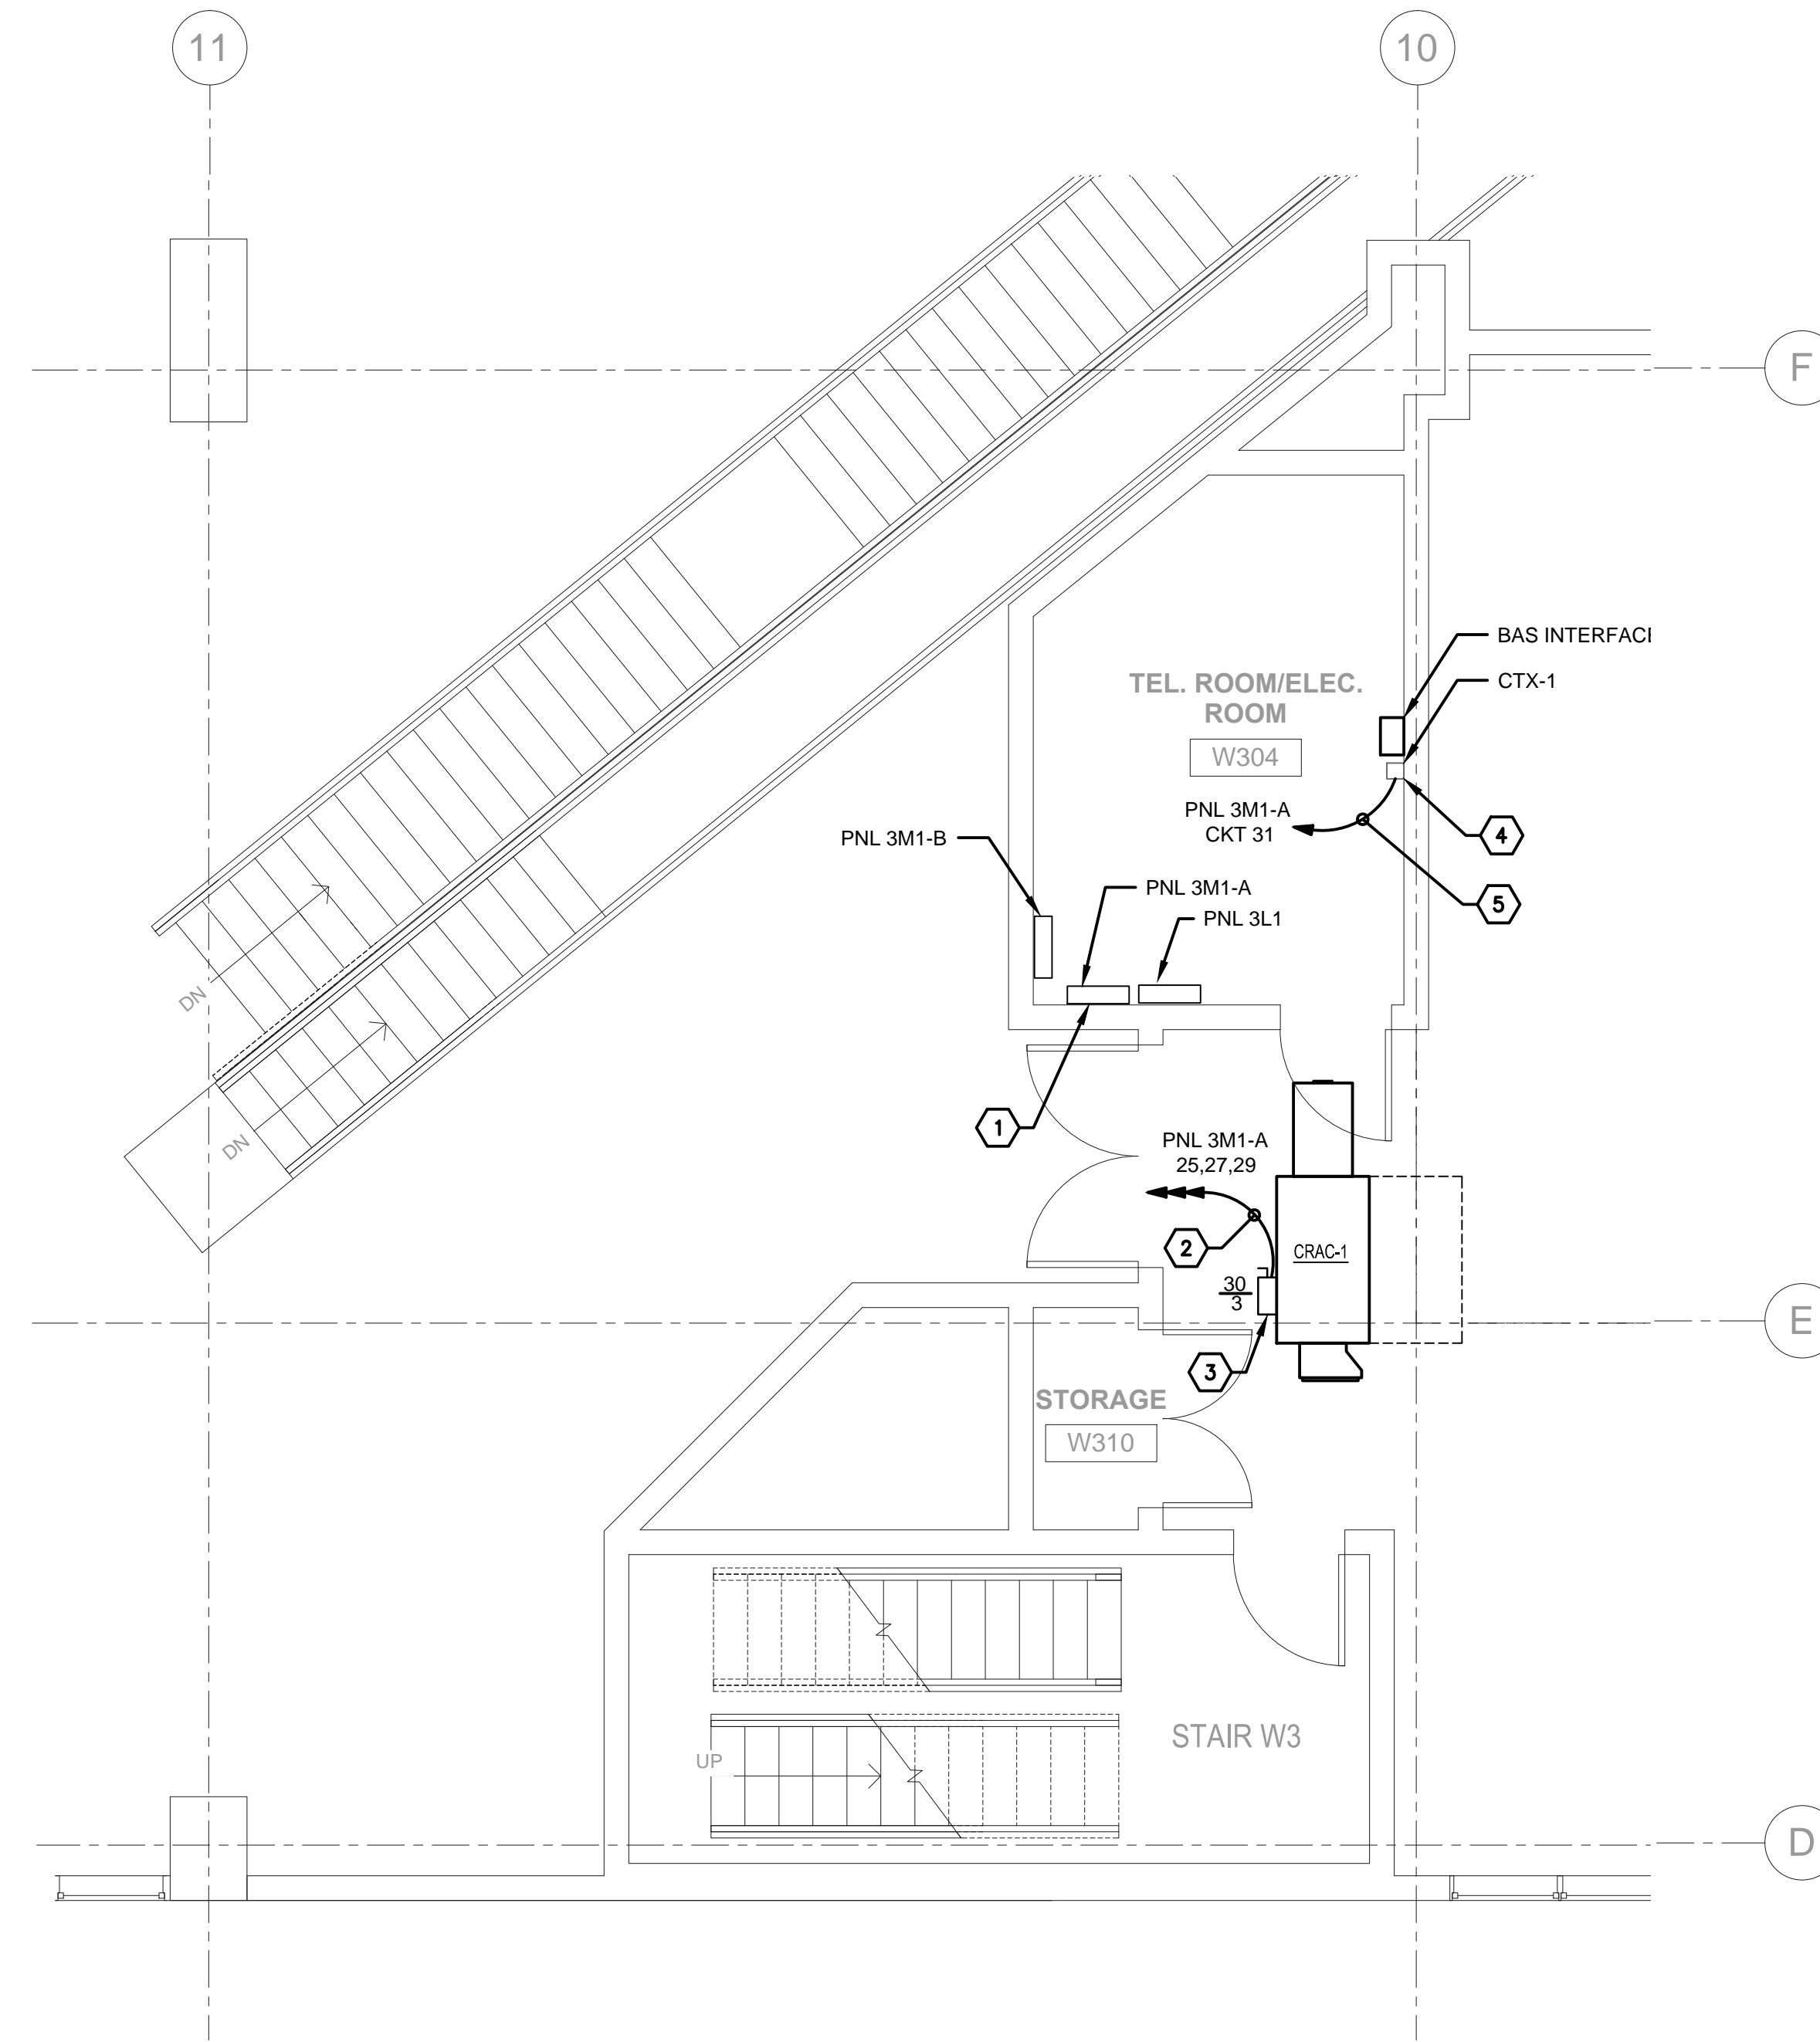 11
10
F
BAS INTERFACE
TEL. ROOM/ELEC.
ROOM
CTX-1
W304
PNL 3M1-A
CKT 31
4
PNL 3M1-B
PNL 3M1-A
5
PNL 3L1
DN
1
DN
PNL 3M1-A
25,27,29
2
CRAC-1
30
3
E
3
STORAGE
W310
STAIR W3
UP
D